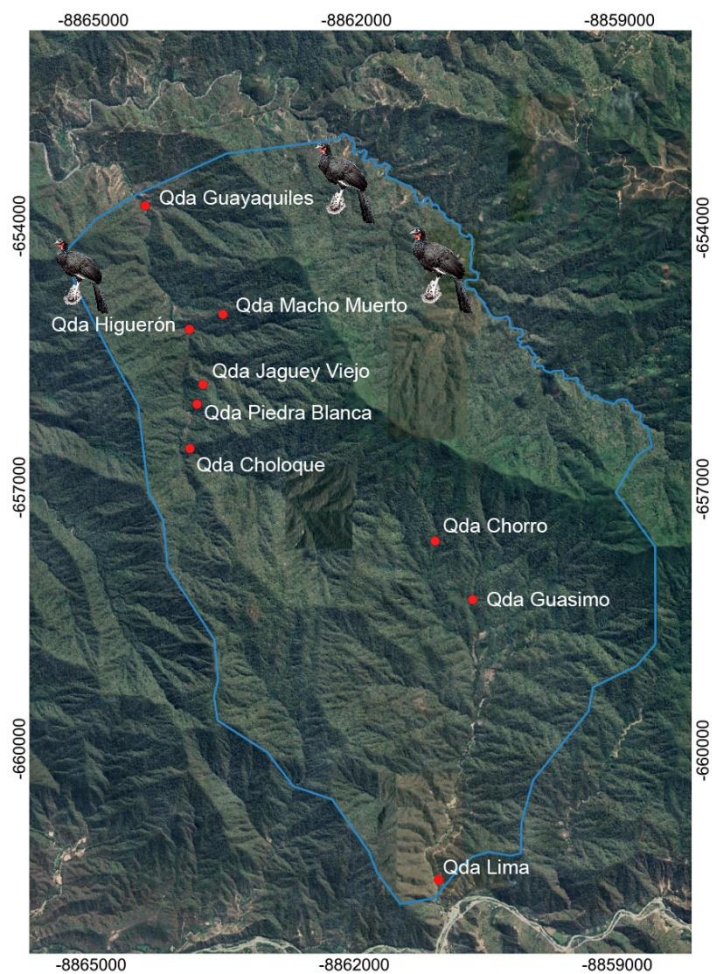 -8865000
-8862000
-8859000
-654000
-654000
Qda Guayaquiles
Qda Macho Muerto
Qda Higuerón
Qda Jaguey Viejo
Qda Piedra Blanca
Qda Choloque
-657000
-657000
Qda Chorro
Qda Guasimo
-660000
-660000
Qda Lima
-8865000
-8862000
-8859000